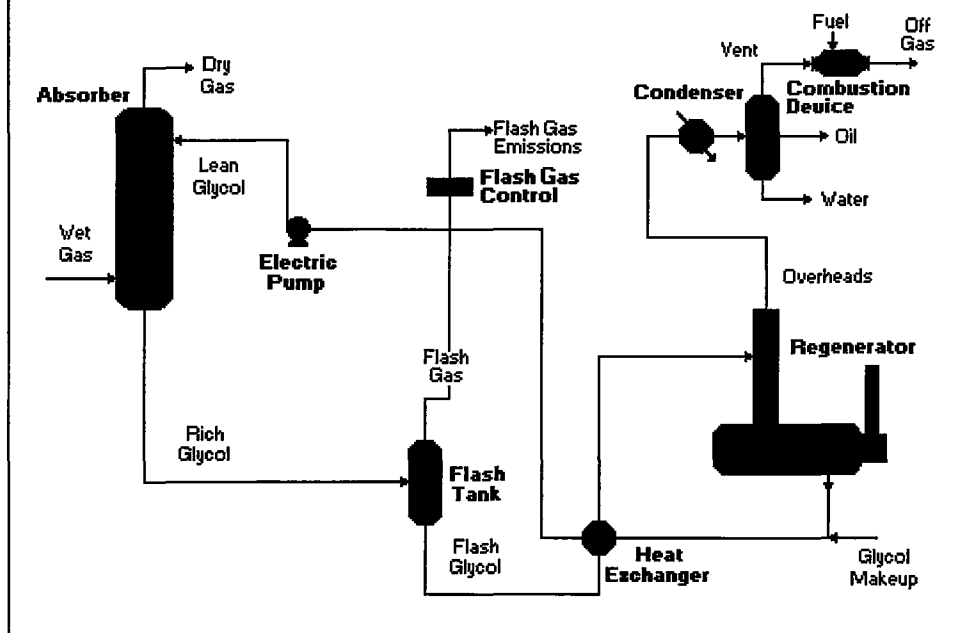 Fuel
Off
Gas
Vent
Dry
Gas
Absorber
Condenser
Combustion
Device
Flash Gas
Emissions
Oil
Lean
Glycol
Flash Gas
Control
Water
Wet
Gas
Electric
Pump
Overheads
Regenerator
Flash
Gas
Rich
Glycol
Flash
Tank
Flash
Glycol
Heat
Exchanger
Glycol
Makeup